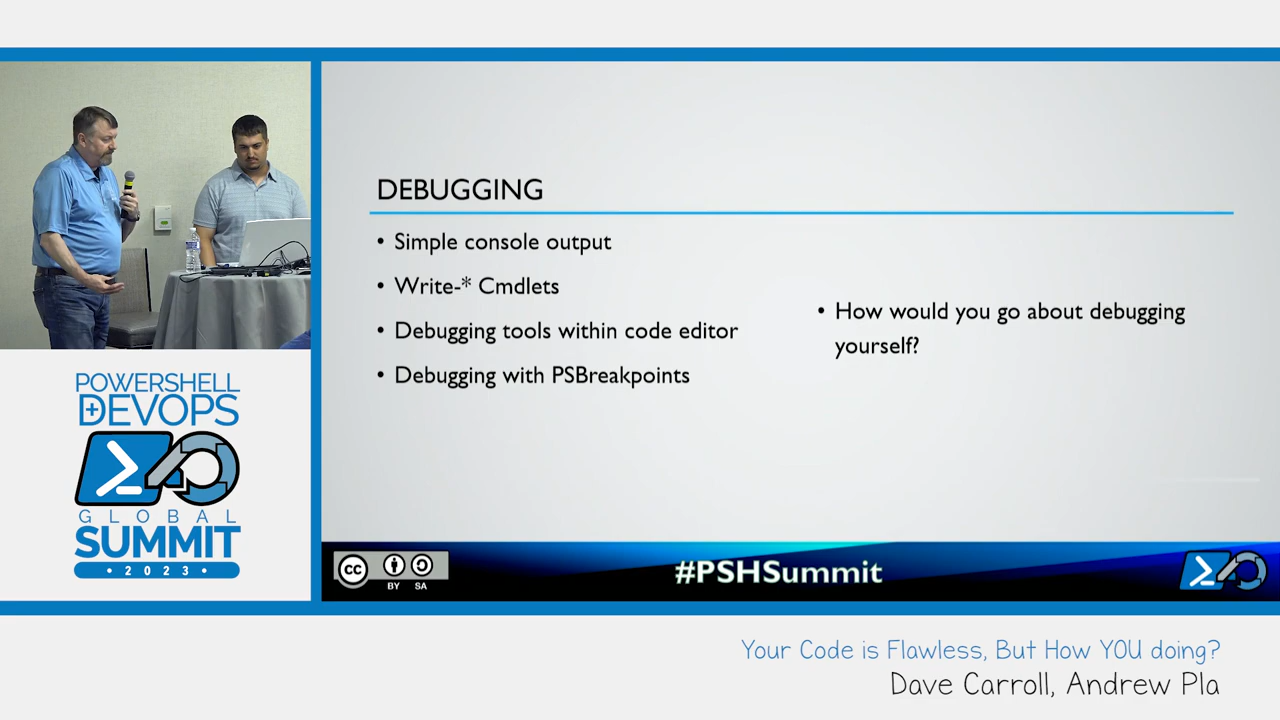 DEBUGGING
• Simple console output
• Write-* Cmdlets
• Debugging tools within code editor
• Debugging with PSBreakpoints
• How would you go about debugging
yourself?
POWERSHELL
+DEVOPS
GLOBAL
SUMMIT
• 2023 •
cc
BY SA
#PSHSummit
Your Code is Flawless, But How YOU doing?
Dave Carroll, Andrew Pla